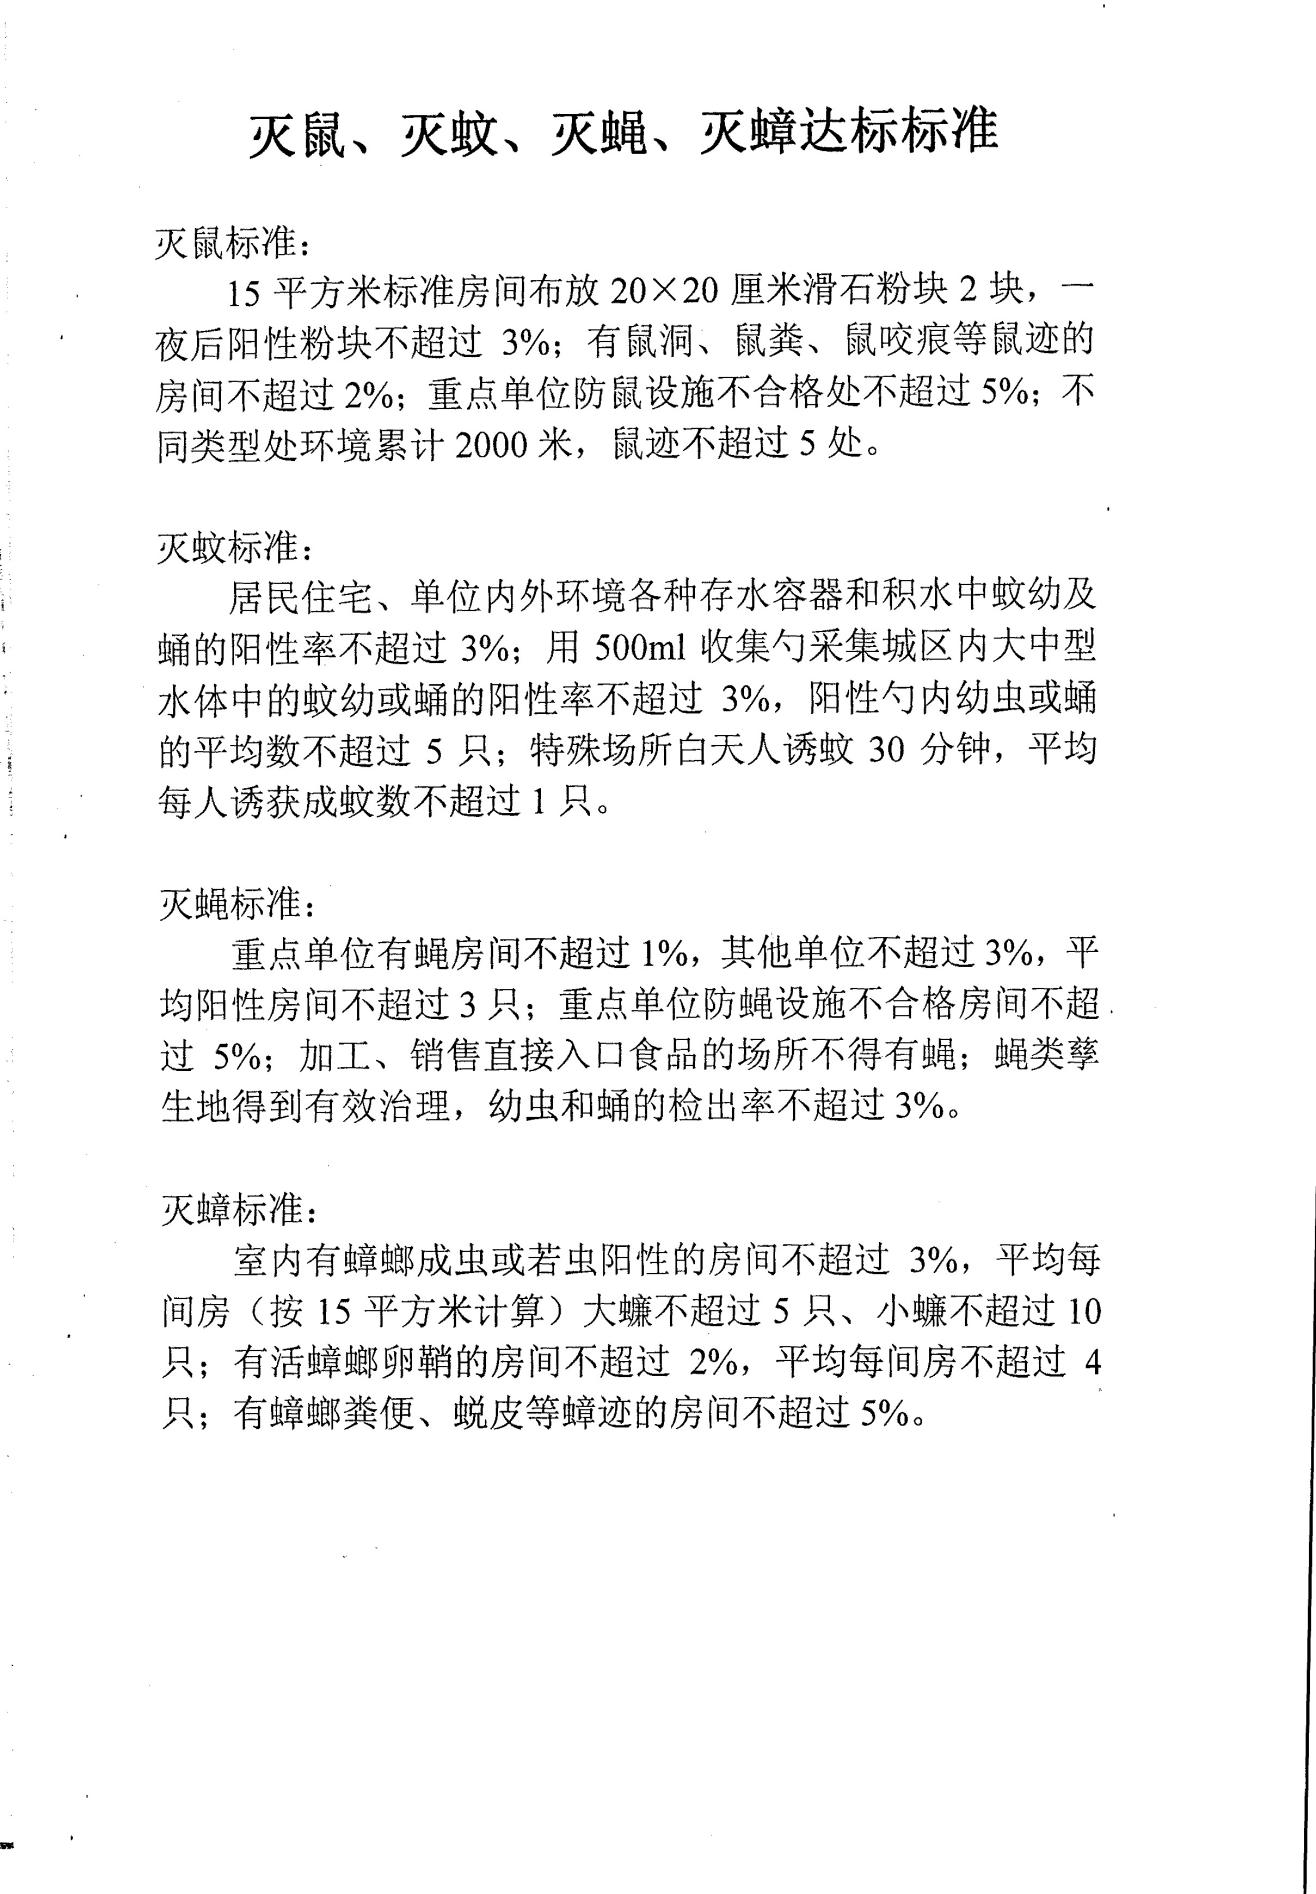 灭鼠、灭蚊、灭蝇、灭蟑达标标准
灭鼠标准：
15 平方米标准房间布放 20×20 厘米滑石粉块 2 块，一
夜后阳性粉块不超过 3%；有鼠洞、鼠粪、鼠咬痕等鼠迹的
房间不超过 2%；重点单位防鼠设施不合格处不超过 5%；不
同类型处环境累计 2000 米，鼠迹不超过 5 处。
灭蚊标准：
居民住宅、单位内外环境各种存水容器和积水中蚊幼及
蛹的阳性率不超过 3%；用 500ml 收集勺采集城区内大中型
水体中的蚊幼或蛹的阳性率不超过 3%，阳性勺内幼虫或蛹
的平均数不超过 5 只；特殊场所白天人诱蚊 30 分钟，平均
每人诱获成蚊数不超过 1 只。
灭蝇标准：
重点单位有蝇房间不超过 1%，其他单位不超过 3%，平
均阳性房间不超过 3 只；重点单位防蝇设施不合格房间不超
过 5%；加工、销售直接入口食品的场所不得有蝇；蝇类孳
生地得到有效治理，幼虫和蛹的检出率不超过 3%。
灭蟑标准：
室内有蟑螂成虫或若虫阳性的房间不超过 3%，平均每
间房（按 15 平方米计算）大蠊不超过 5 只、小蠊不超过 10
只；有活蟑螂卵鞘的房间不超过 2%，平均每间房不超过 4
只；有蟑螂粪便、蜕皮等蟑迹的房间不超过 5%。